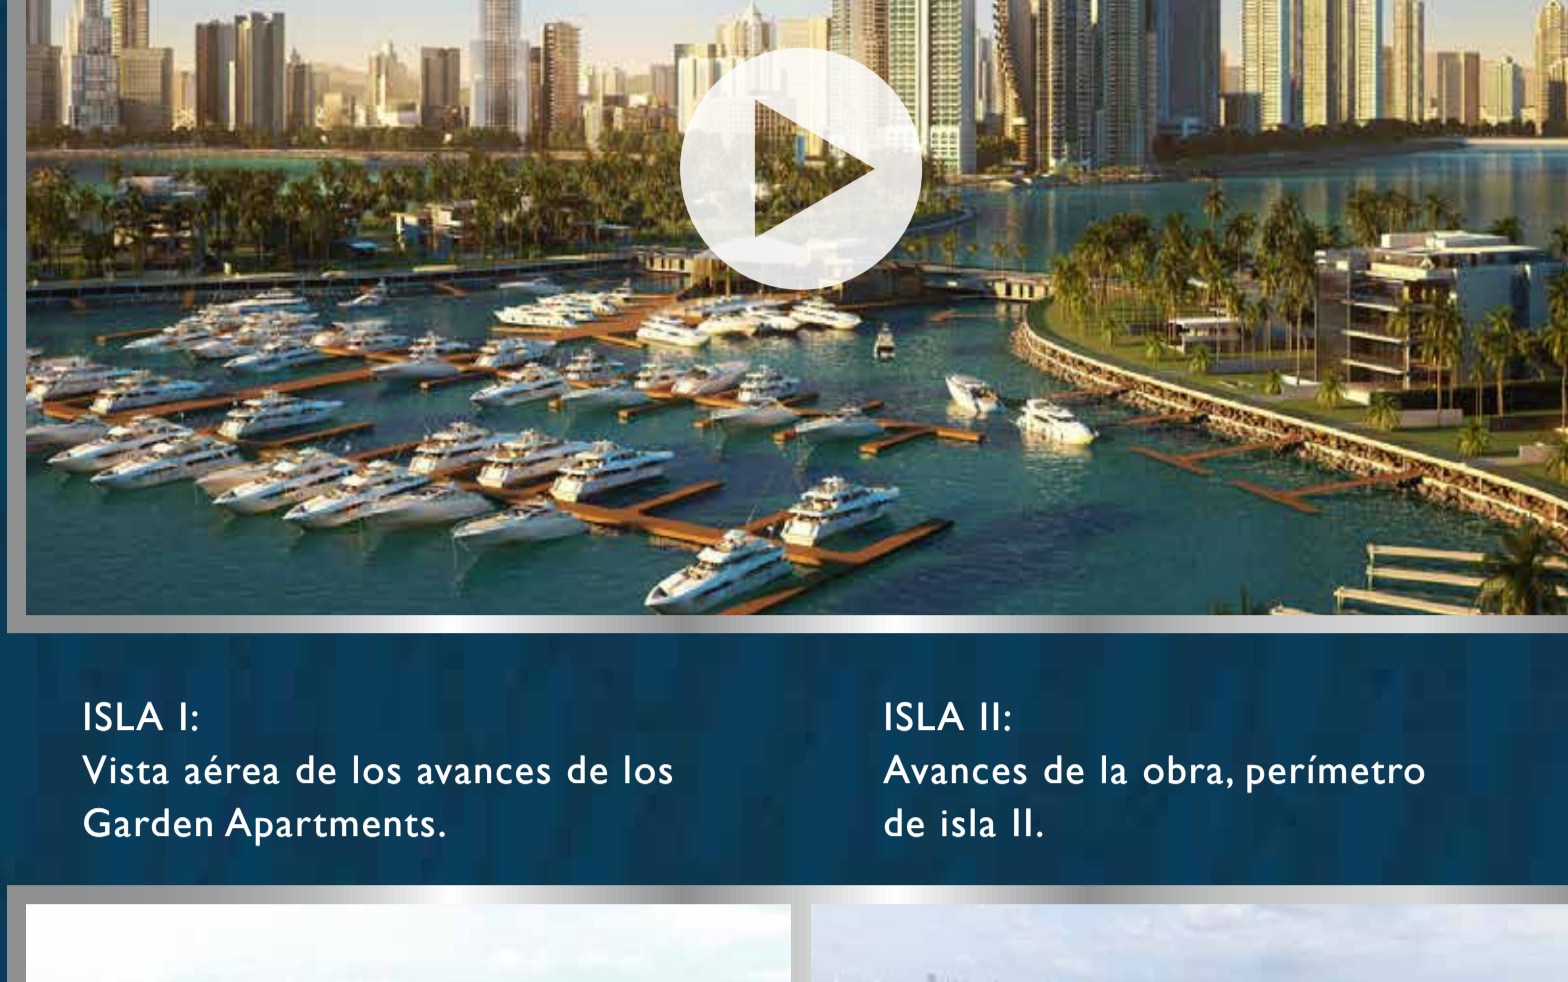 ISLA I:
Vista aérea de los avances de los
Garden Apartments.
ISLA II:
Avances de la obra, perímetro
de isla II.